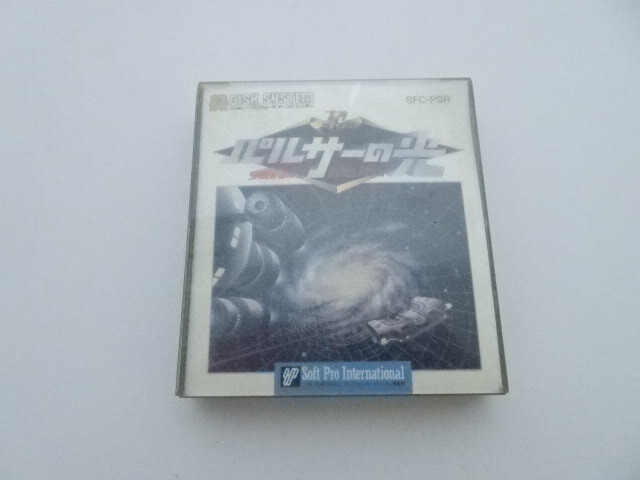 DISK SYSTEM
SFC-PSR
パルサーの光
Soft Pro International